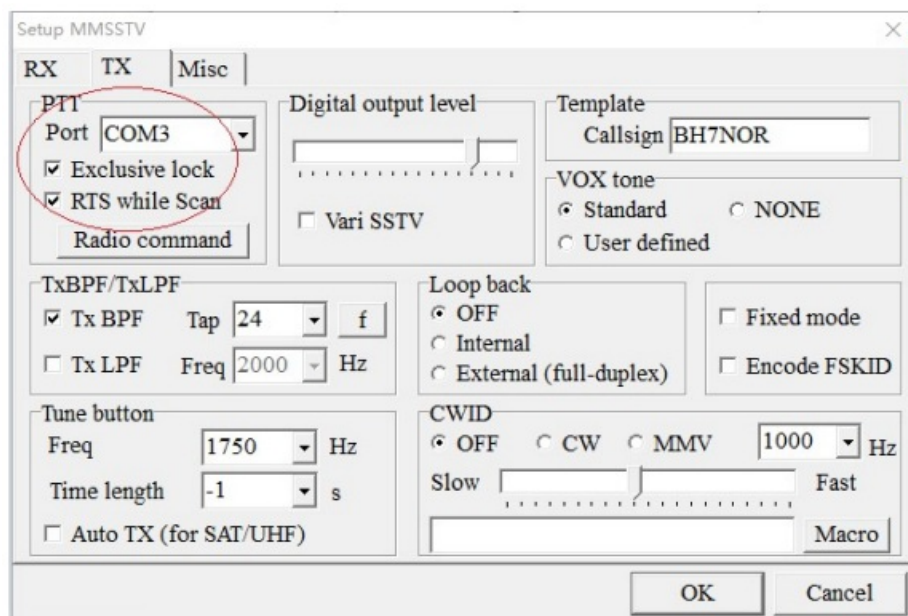 Setup MMSSTV
RX TX Misc
PTT
Port COM3
Exclusive lock
RTS while Scan
Radio command
Digital output level
Vari SSTV
Template
Callsign BH7NOR
VOX tone
Standard NONE
User defined
TxBPF/TxLPF
Tx BPF Tap 24 f
Tx LPF Freq 2000 Hz
Loop back
OFF
Internal
External (full-duplex)
Fixed mode
Encode FSKID
Tune button
Freq 1750 Hz
Time length -1 s
Auto TX (for SAT/UHF)
CWID
OFF CW MMV 1000 Hz
Slow Fast
Macro
OK Cancel